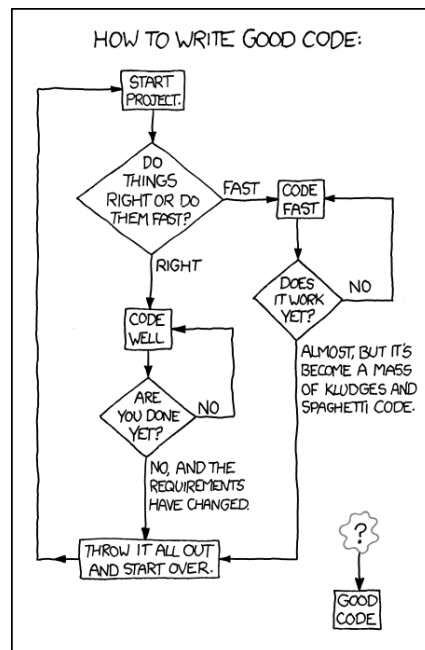 HOW TO WRITE GOOD CODE:
START
PROJECT.
DO
THINGS
RIGHT OR DO
THEM FAST?
FAST
CODE
FAST
RIGHT
DOES
IT WORK
YET?
NO
CODE
WELL
ALMOST, BUT IT'S
BECOME A MASS
OF KLUDGES AND
SPAGHETTI CODE.
ARE
YOU DONE
YET?
NO
NO, AND THE
REQUIREMENTS
HAVE CHANGED.
THROW IT ALL OUT
AND START OVER.
?
GOOD
CODE